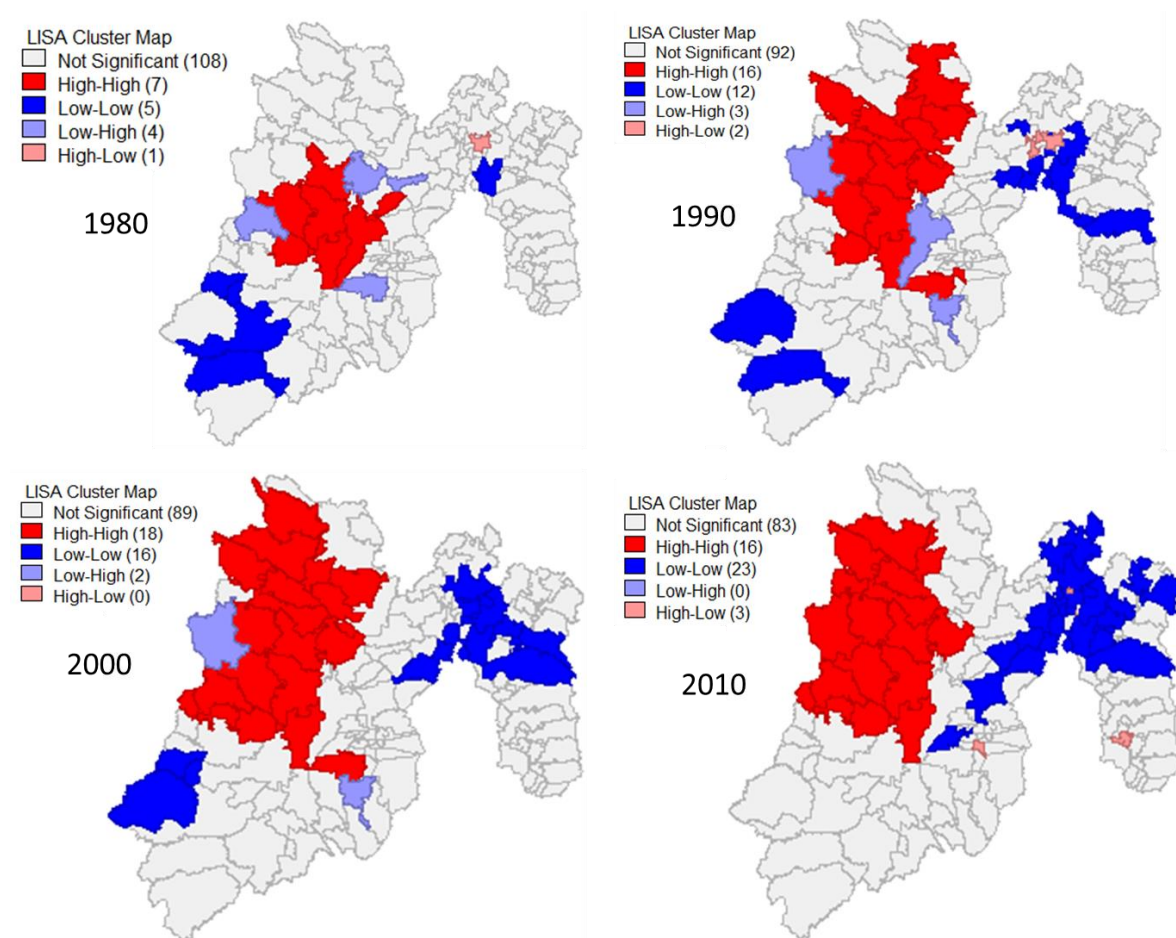 LISA Cluster Map
Not Significant (108)
High-High (7)
Low-Low (5)
Low-High (4)
High-Low (1)
1980
LISA Cluster Map
Not Significant (92)
High-High (16)
Low-Low (12)
Low-High (3)
High-Low (2)
1990
LISA Cluster Map
Not Significant (89)
High-High (18)
Low-Low (16)
Low-High (2)
High-Low (0)
2000
LISA Cluster Map
Not Significant (83)
High-High (16)
Low-Low (23)
Low-High (0)
High-Low (3)
2010